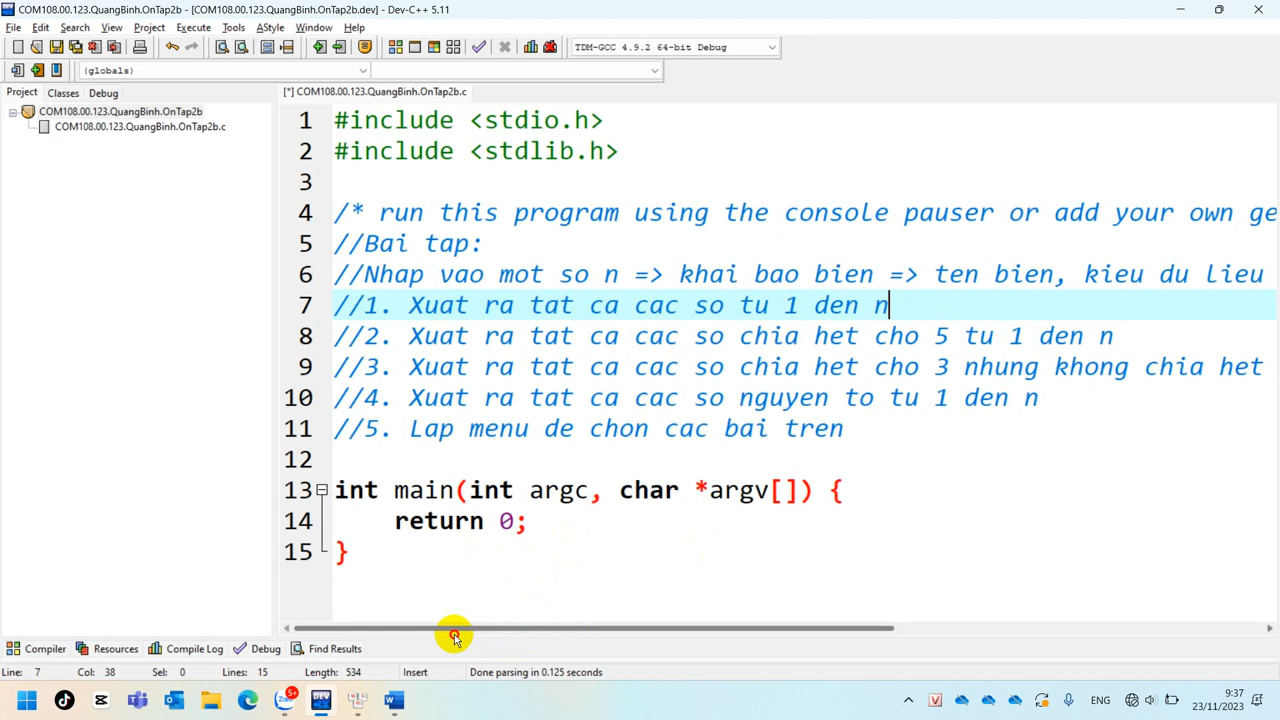 COM108.00.123.QuangBinh.OnTap2b - [COM108.00.123.QuangBinh.OnTap2b.dev] - Dev-C++ 5.11
File Edit Search View Project Execute Tools AStyle Window Help
TDM-GCC 4.9.2 64-bit Debug
(globals)
Project Classes Debug
[*] COM108.00.123.QuangBinh.OnTap2b.c
COM108.00.123.QuangBinh.OnTap2b
COM108.00.123.QuangBinh.OnTap2b.c
1 #include <stdio.h>
2 #include <stdlib.h>
3
4 /* run this program using the console pauser or add your own ge
5 //Bai tap:
6 //Nhap vao mot so n => khai bao bien => ten bien, kieu du lieu
7 //1. Xuat ra tat ca cac so tu 1 den n
8 //2. Xuat ra tat ca cac so chia het cho 5 tu 1 den n
9 //3. Xuat ra tat ca cac so chia het cho 3 nhung khong chia het
10 //4. Xuat ra tat ca cac so nguyen to tu 1 den n
11 //5. Lap menu de chon cac bai tren
12
13 int main(int argc, char *argv[]) {
14 return 0;
15 }
Compiler Resources Compile Log Debug Find Results
Line: 7 Col: 38 Sel: 0 Lines: 15 Length: 534 Insert Done parsing in 0.125 seconds
5+
DEV
ENG
9:37
23/11/2023